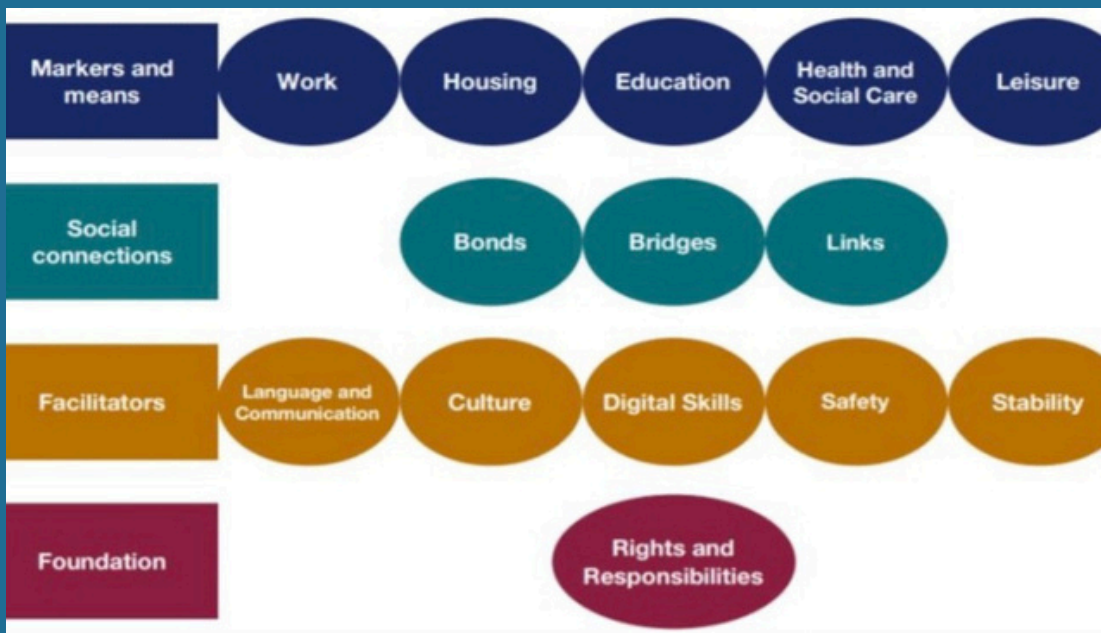 Markers and
means
Work
Housing
Education
Health and
Social Care
Leisure
Social
connections
Bonds
Bridges
Links
Facilitators
Language and
Communication
Culture
Digital Skills
Safety
Stability
Foundation
Rights and
Responsibilities